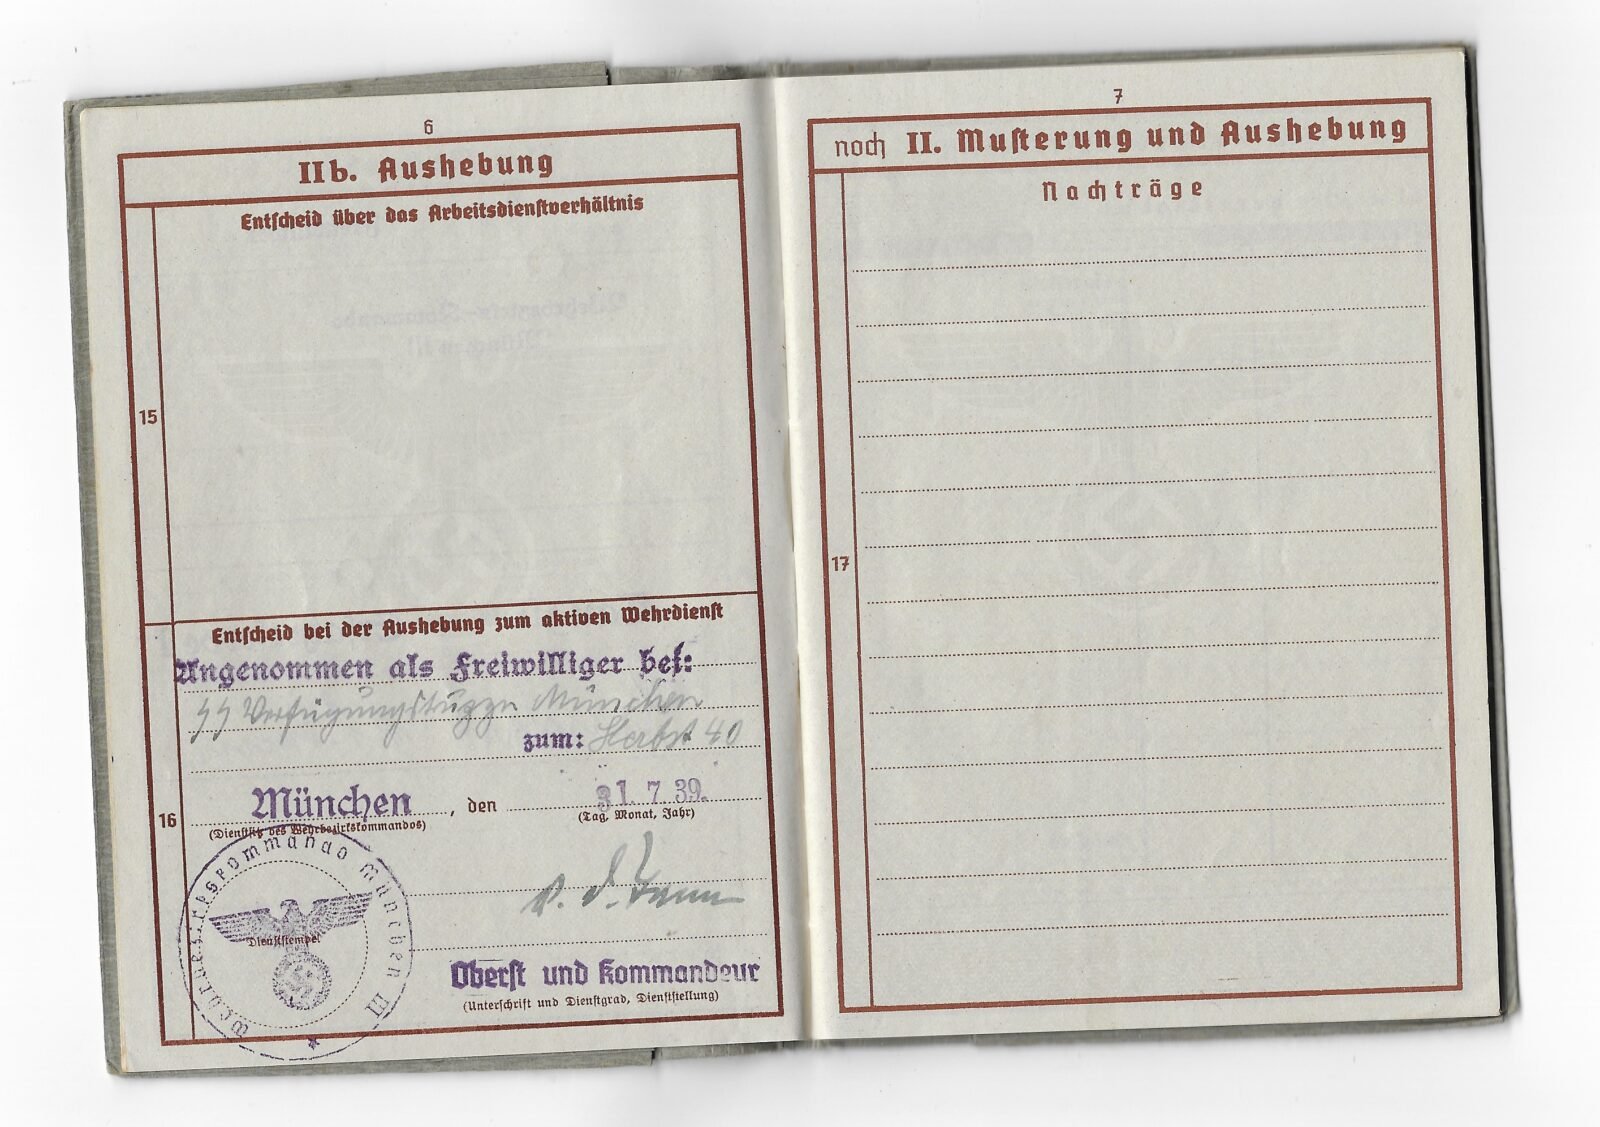 6
IIb. Aushebung
Entſcheid über das Arbeitsdienſtverhältnis
15
Entſcheid bei der Aushebung zum aktiven Wehrdienſt
Angenommen als Freiwilliger bei:
SS Verfügungstuppe München
zum: Herbst 40
16
München, den 31. 7. 39.
(Dienſtſitz des Wehrbezirkskommandos) (Tag, Monat, Jahr)
Wehrbezirkskommando München III
Dienſtſtempel
v. d. Tann
Oberſt und Kommandeur
(Unterſchrift und Dienſtgrad, Dienſtſtellung)
7
noch II. Muſterung und Aushebung
Nachträge
17